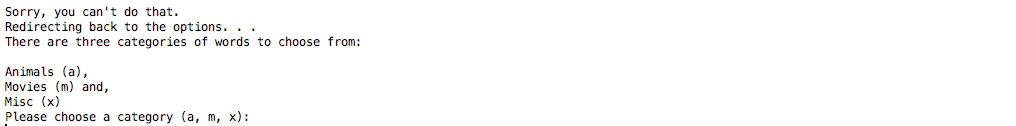 Sorry, you can't do that.
Redirecting back to the options. . .
There are three categories of words to choose from:
Animals (a),
Movies (m) and,
Misc (x)
Please choose a category (a, m, x):